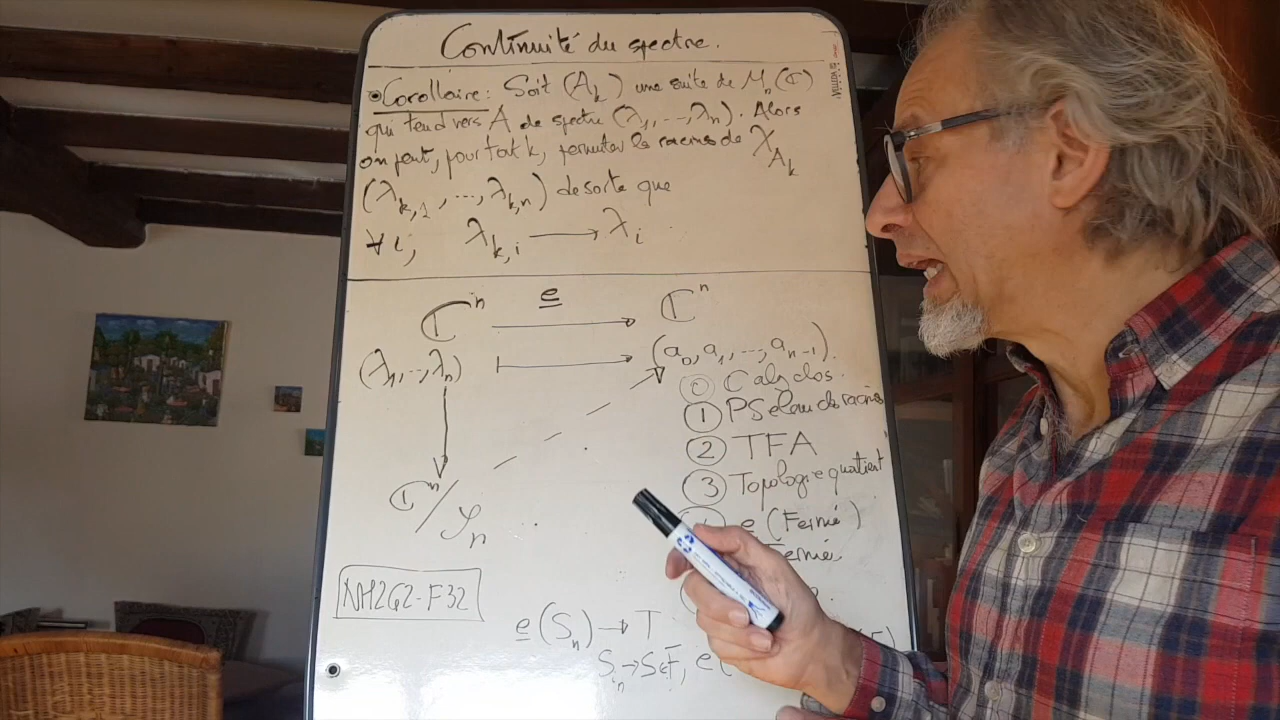 Continuité du spectre.
Corollaire: Soit (A_k) une suite de M_n(ℂ)
qui tend vers A de spectre (λ_1, ..., λ_n). Alors
on peut, pour tout k, permuter les racines de χ_{A_k}
(λ_{k,1}, ..., λ_{k,n}) de sorte que
∀ i, λ_{k,i} → λ_i
ℂ^n e → ℂ^n
(λ_1, .., λ_n) ↦ (a_0, a_1, ..., a_{n-1}).
⓪ ℂ alg clos.
① PS élem des racines
② TFA
③ Topologie quotient
ℂ^n/𝒮_n
e (Fermé)
Fermé.
NH2G2-F32
e(S_n) → T
S_{i_n} → S ∈ F, e(